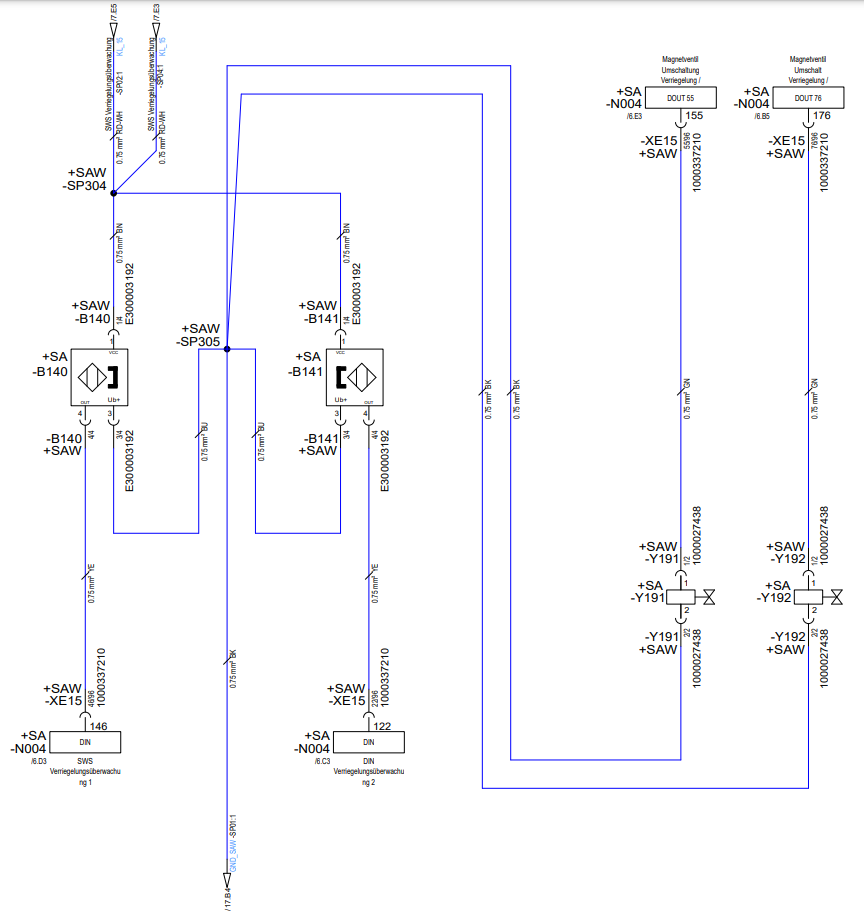 /7.E5
/7.E3
KL_15
KL_15
SWS Verriegelungsüberwachung
-SP02:1
SWS Verriegelungsüberwachung
-SP04:1
0.75 mm² RD-WH
0.75 mm² RD-WH
+SAW
-SP304
0.75 mm² BN
0.75 mm² BN
E300003192
E300003192
+SAW
-B140
1/4
1
+SAW
-B141
1/4
1
+SAW
-SP305
+SA
-B140
VCC
OUT
Ub+
4
3
+SA
-B141
VCC
Ub+
OUT
3
4
-B140
+SAW
4/4
3/4
E300003192
-B141
+SAW
3/4
4/4
E300003192
0.75 mm² BU
0.75 mm² BU
0.75 mm² YE
0.75 mm² YE
0.75 mm² BK
0.75 mm² BK
0.75 mm² BK
+SAW
-XE15
46/96
1000337210
146
+SA
-N004
/6.D3
DIN
SWS
Verriegelungsüberwachu
ng 1
+SAW
-XE15
22/96
1000337210
122
+SA
-N004
/6.C3
DIN
DIN
Verriegelungsüberwachu
ng 2
GND_SAW
-SP01:1
/17.B4
Magnetventil
Umschaltung
Verriegelung /
+SA
-N004
/6.E3
DOUT 55
155
-XE15
+SAW
55/96
1000337210
Magnetventil
Umschalt
Verriegelung /
+SA
-N004
/6.B5
DOUT 76
176
-XE15
+SAW
76/96
1000337210
0.75 mm² GN
0.75 mm² GN
+SAW
-Y191
1/2
1000027438
1
+SA
-Y191
2
-Y191
+SAW
2/2
1000027438
+SAW
-Y192
1/2
1000027438
1
+SA
-Y192
2
-Y192
+SAW
2/2
1000027438